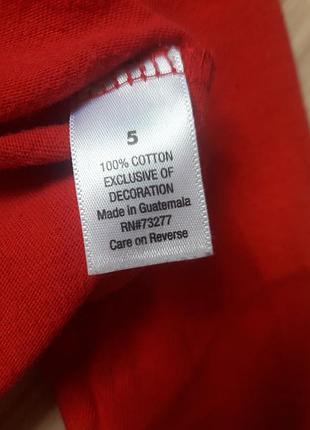 5
100% COTTON
EXCLUSIVE OF
DECORATION
Made in Guatemala
RN#73277
Care on Reverse